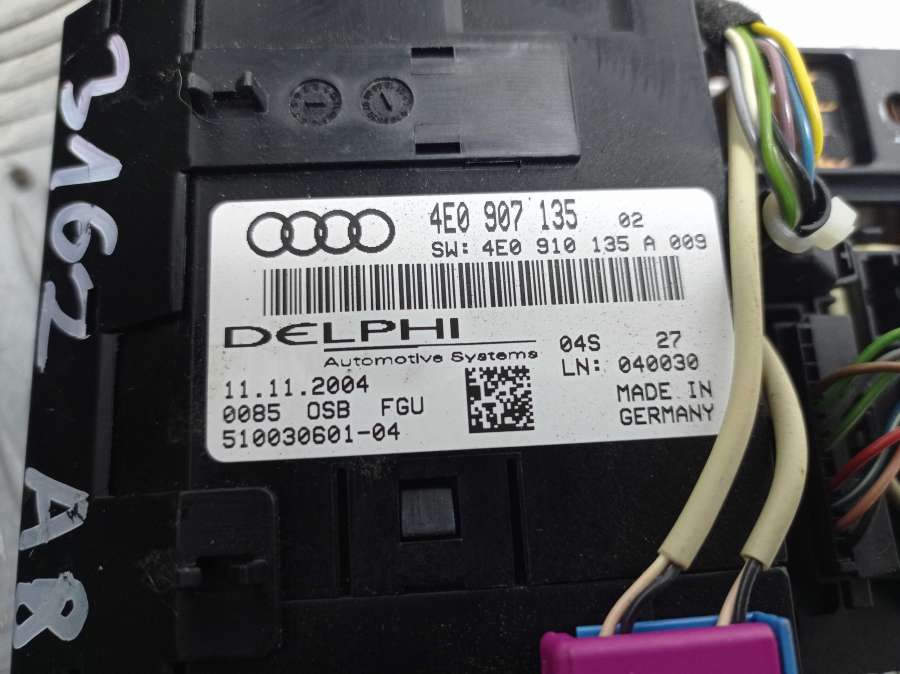 3162 A8
4E0 907 135 02
SW: 4E0 910 135 A 009
DELPHI
Automotive Systems
04S 27
LN: 040030
11.11.2004
0085 OSB FGU
510030601-04
MADE IN
GERMANY